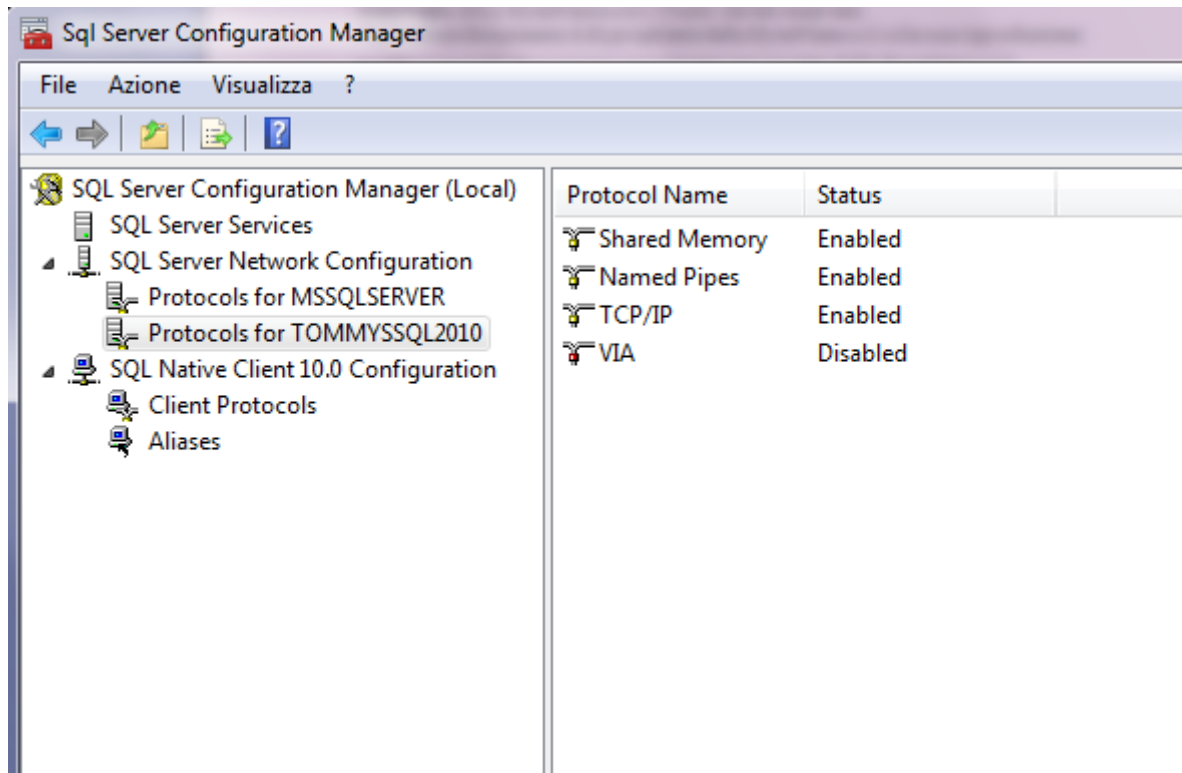 Sql Server Configuration Manager
File Azione Visualizza ?
SQL Server Configuration Manager (Local)
SQL Server Services
SQL Server Network Configuration
Protocols for MSSQLSERVER
Protocols for TOMMYSSQL2010
SQL Native Client 10.0 Configuration
Client Protocols
Aliases
Protocol Name Status
Shared Memory Enabled
Named Pipes Enabled
TCP/IP Enabled
VIA Disabled